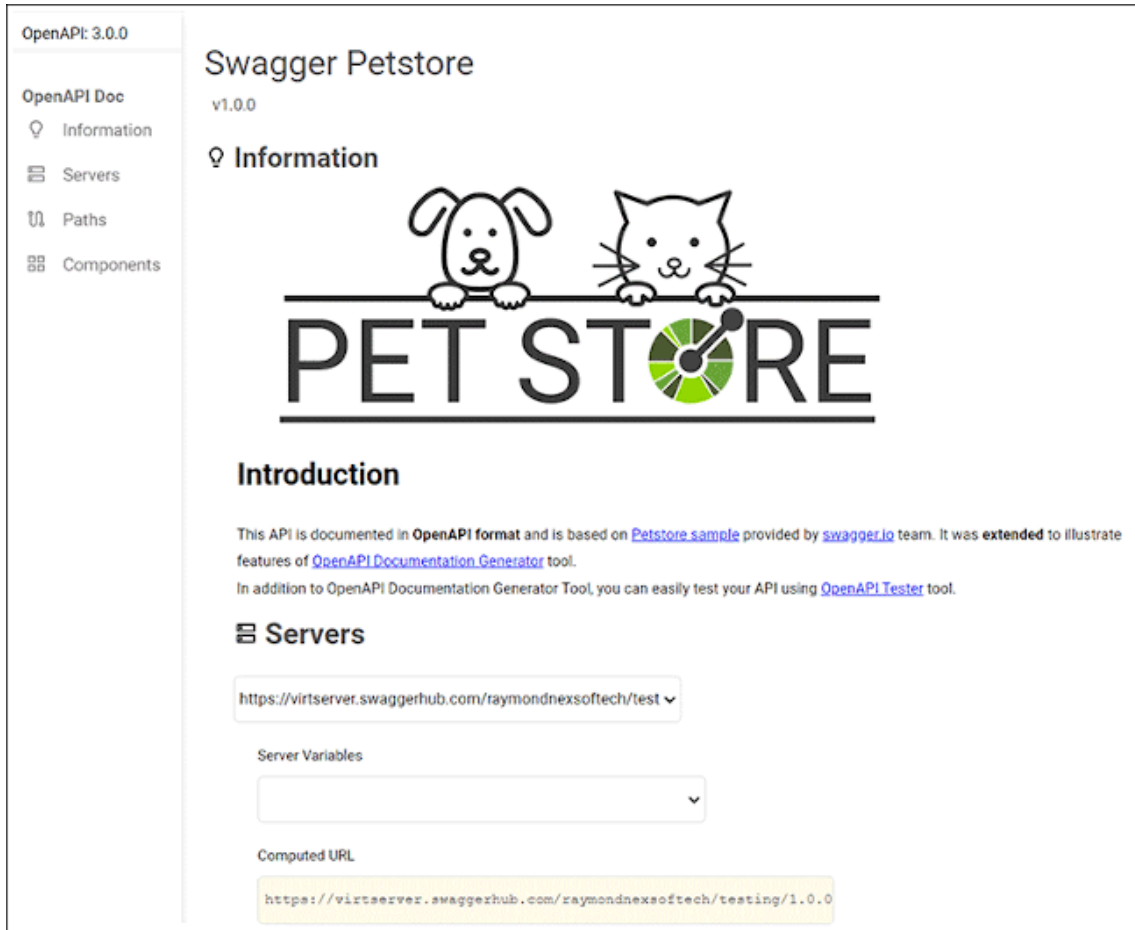 OpenAPI: 3.0.0
OpenAPI Doc
Information
Servers
Paths
Components
Swagger Petstore
v1.0.0
Information
PET STORE
Introduction
This API is documented in OpenAPI format and is based on Petstore sample provided by swagger.io team. It was extended to illustrate
features of OpenAPI Documentation Generator tool.
In addition to OpenAPI Documentation Generator Tool, you can easily test your API using OpenAPI Tester tool.
Servers
https://virtserver.swaggerhub.com/raymondnexsoftech/test
Server Variables
Computed URL
https://virtserver.swaggerhub.com/raymondnexsoftech/testing/1.0.0